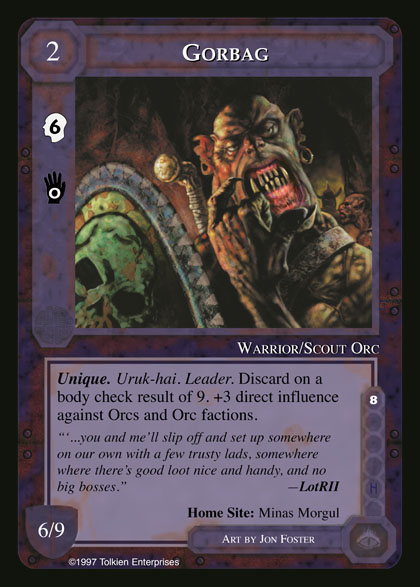 2
GORBAG
6
0
WARRIOR/SCOUT ORC
Unique. Uruk-hai. Leader. Discard on a
body check result of 9. +3 direct influence
against Orcs and Orc factions.
8
“‘...you and me’ll slip off and set up somewhere
on our own with a few trusty lads, somewhere
where there’s good loot nice and handy, and no
big bosses.”
—LotRII
H
Home Site: Minas Morgul
6/9
ART BY JON FOSTER
©1997 Tolkien Enterprises